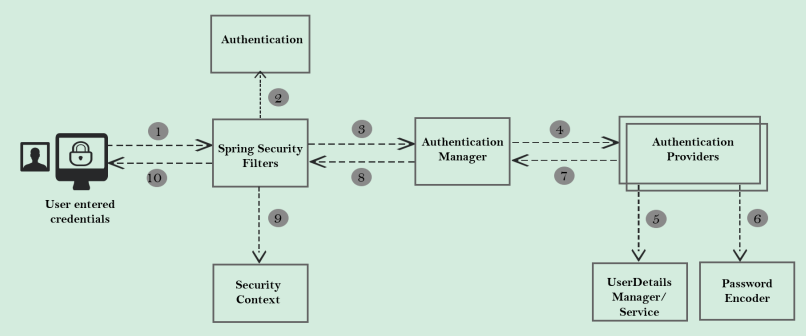 Authentication
2
1
3
4
Spring Security
Filters
Authentication
Manager
Authentication
Providers
10
8
7
User entered
credentials
9
5
6
Security
Context
UserDetails
Manager/
Service
Password
Encoder